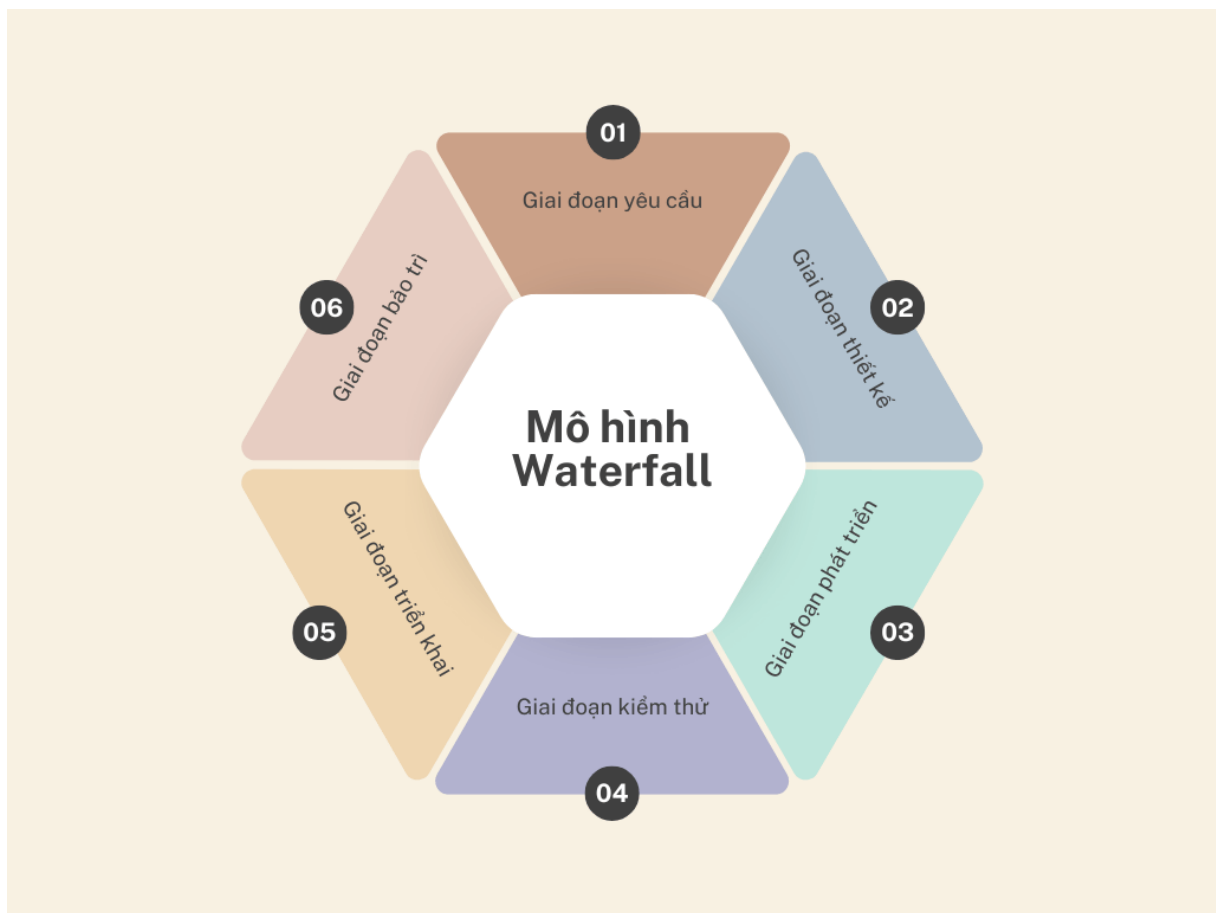 01
Giai đoạn yêu cầu
02
Giai đoạn thiết kế
03
Giai đoạn phát triển
04
Giai đoạn kiểm thử
05
Giai đoạn triển khai
06
Giai đoạn bảo trì
Mô hình
Waterfall